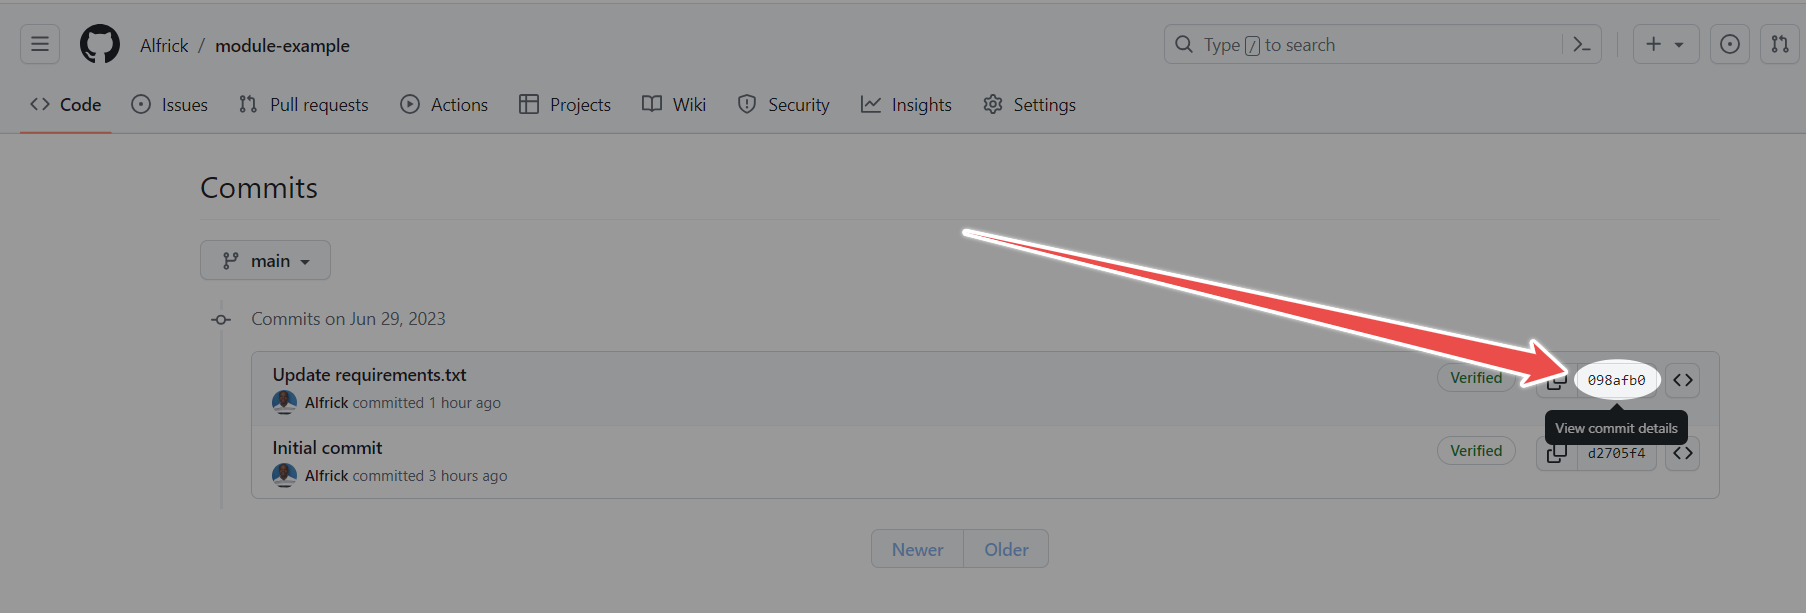 Alfrick / module-example
Type / to search
Code Issues Pull requests Actions Projects Wiki Security Insights Settings
Commits
main
Commits on Jun 29, 2023
Update requirements.txt
Verified
098afb0
Alfrick committed 1 hour ago
View commit details
Initial commit
Verified
d2705f4
Alfrick committed 3 hours ago
Newer Older